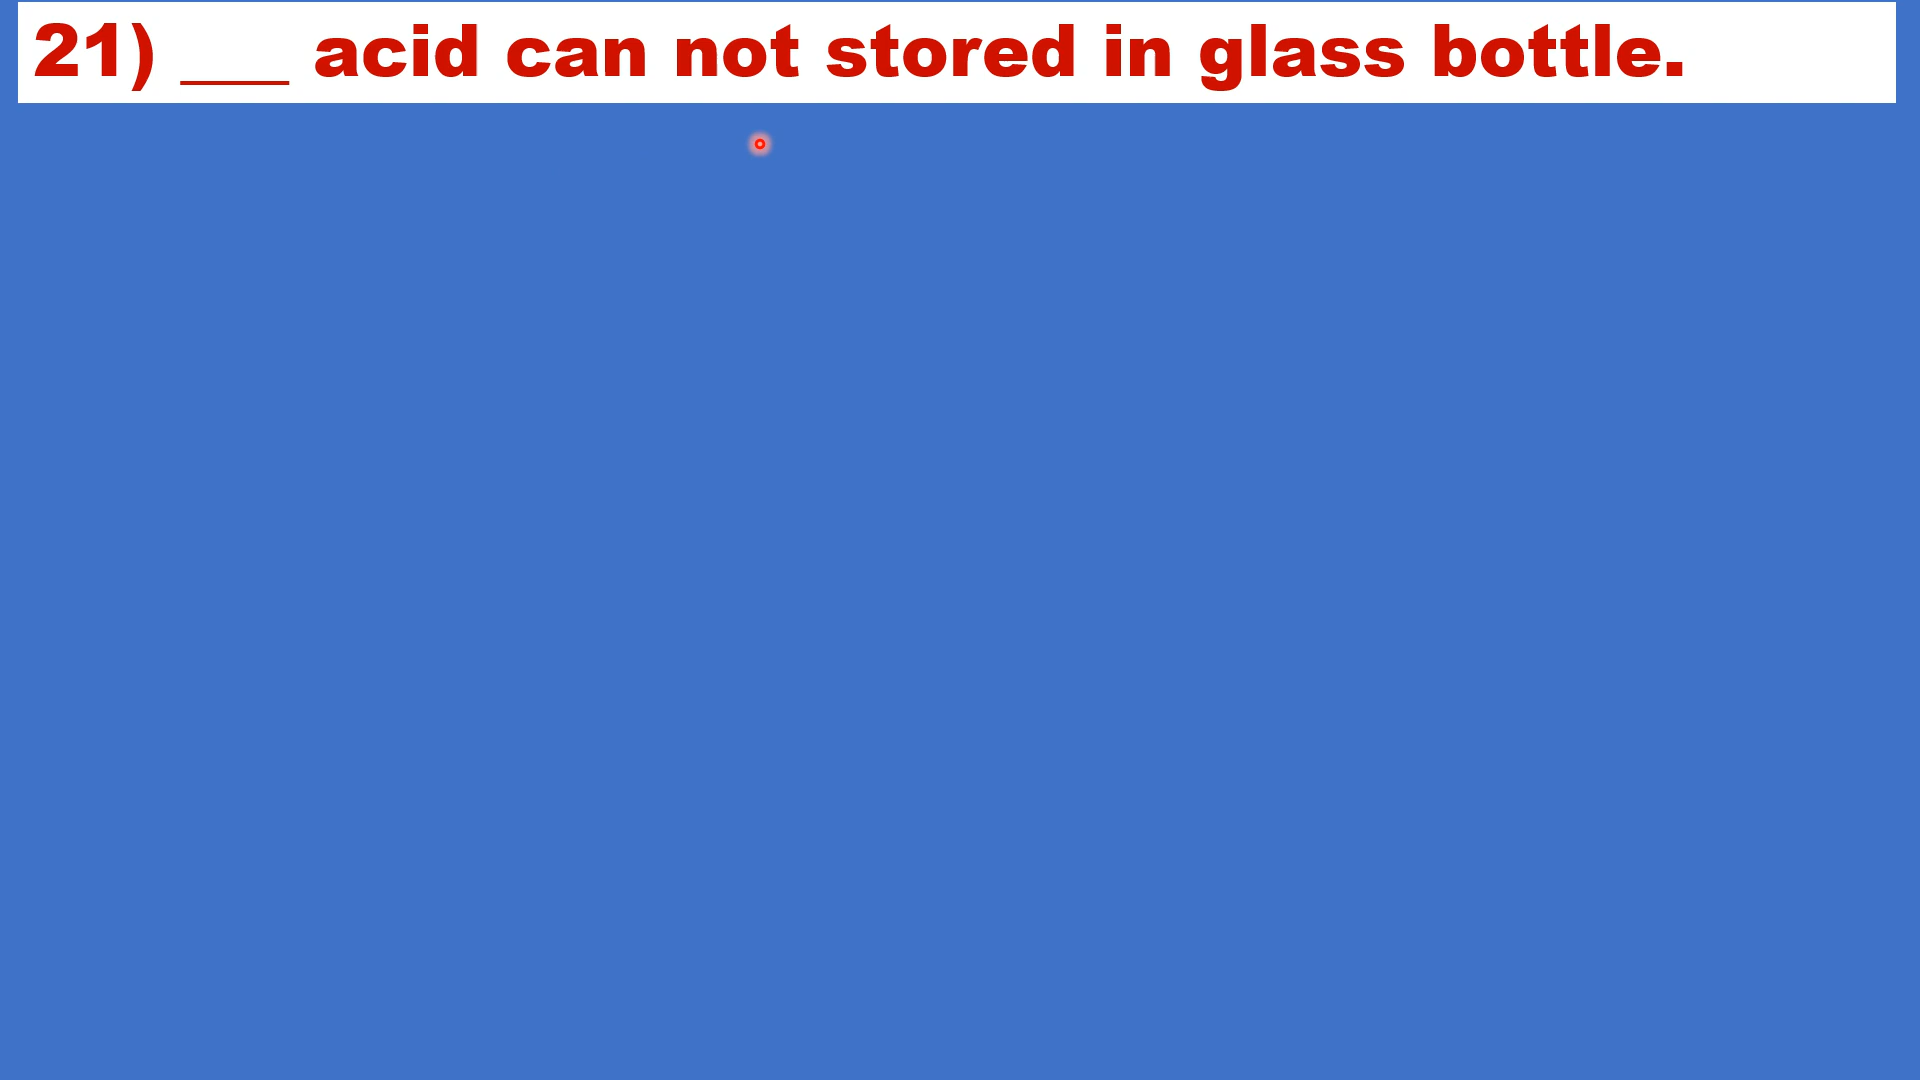 21) ___ acid can not stored in glass bottle.